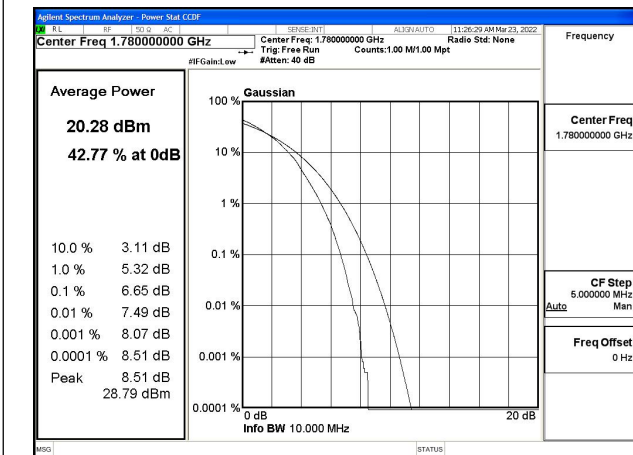 Agilent Spectrum Analyzer - Power Stat CCDF
RL RF 50 Ω AC SENSE:INT ALIGN AUTO 11:26:29 AM Mar 23, 2022
Center Freq 1.780000000 GHz
Center Freq: 1.780000000 GHz Radio Std: None
Trig: Free Run Counts:1.00 M/1.00 Mpt
#IFGain:Low #Atten: 40 dB
Frequency
Average Power
20.28 dBm
42.77 % at 0dB
10.0 % 3.11 dB
1.0 % 5.32 dB
0.1 % 6.65 dB
0.01 % 7.49 dB
0.001 % 8.07 dB
0.0001 % 8.51 dB
Peak 8.51 dB
28.79 dBm
Gaussian
100 %
10 %
1 %
0.1 %
0.01 %
0.001 %
0.0001 %
0 dB 20 dB
Info BW 10.000 MHz
Center Freq
1.780000000 GHz
CF Step
5.000000 MHz
Auto Man
Freq Offset
0 Hz
MSG STATUS